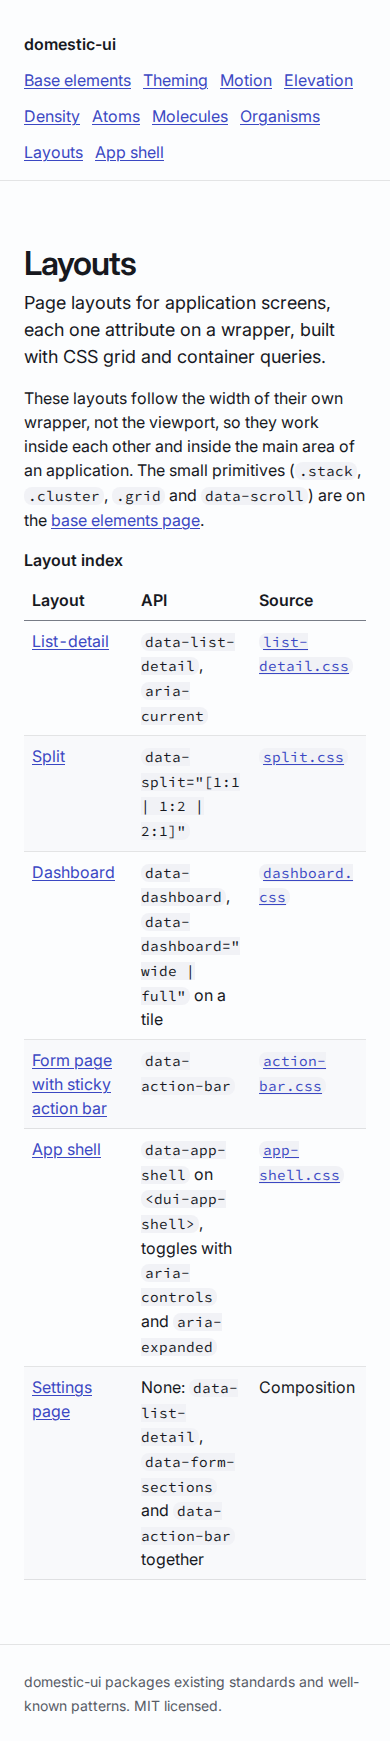 domestic-ui
Base elements Theming Motion Elevation
Density Atoms Molecules Organisms
Layouts App shell
Layouts
Page layouts for application screens,
each one attribute on a wrapper, built
with CSS grid and container queries.
These layouts follow the width of their own
wrapper, not the viewport, so they work
inside each other and inside the main area of
an application. The small primitives ( .stack ,
.cluster , .grid and data-scroll ) are on
the base elements page.
Layout index
Layout API Source
List-detail data-list- list-
detail , detail.css
aria-
current
Split data- split.css
split="[1:1
| 1:2 |
2:1]"
Dashboard data- dashboard.
dashboard , css
data-
dashboard="
wide |
full" on a
tile
Form page data- action-
with sticky action-bar bar.css
action bar
App shell data-app- app-
shell on shell.css
<dui-app-
shell> ,
toggles with
aria-
controls
and aria-
expanded
Settings None: data- Composition
page list-
detail ,
data-form-
sections
and data-
action-bar
together
domestic-ui packages existing standards and well-
known patterns. MIT licensed.